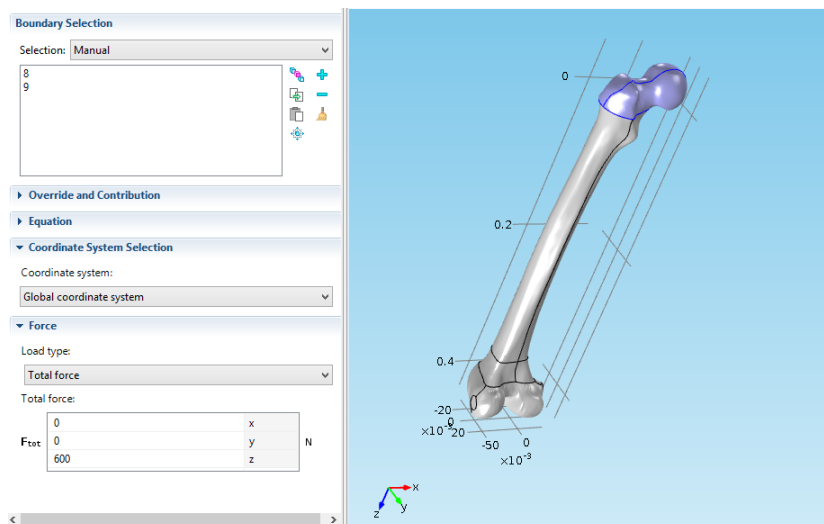 Boundary Selection
Selection: Manual
8
9
Override and Contribution
Equation
Coordinate System Selection
Coordinate system:
Global coordinate system
Force
Load type:
Total force
Total force:
0 x
Ftot 0 y N
600 z
0
0.2
0.4
-20
0
×10⁻³ 20
-50
0
×10⁻³
x
y
z